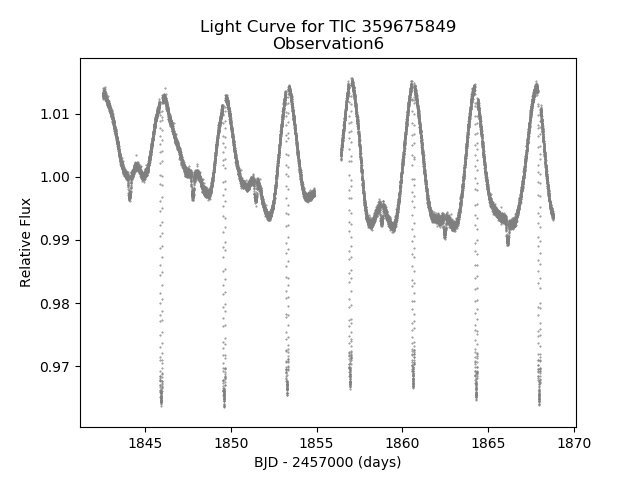 Light Curve for TIC 359675849
Observation6
Relative Flux
1.01
1.00
0.99
0.98
0.97
1845
1850
1855
1860
1865
1870
BJD - 2457000 (days)